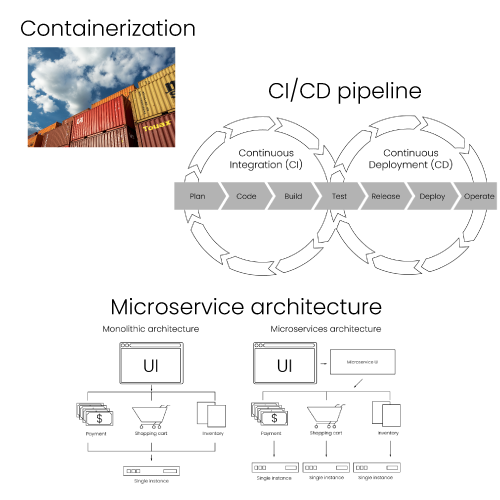 Containerization
CI/CD pipeline
Continuous
Integration (CI)
Continuous
Deployment (CD)
Plan
Code
Build
Test
Release
Deploy
Operate
Microservice architecture
Monolithic architecture
Microservices architecture
UI
UI
Microservice UI
$
Payment
Shopping cart
Inventory
$
Payment
Shopping cart
Inventory
Single instance
Single instance
Single instance
Single instance